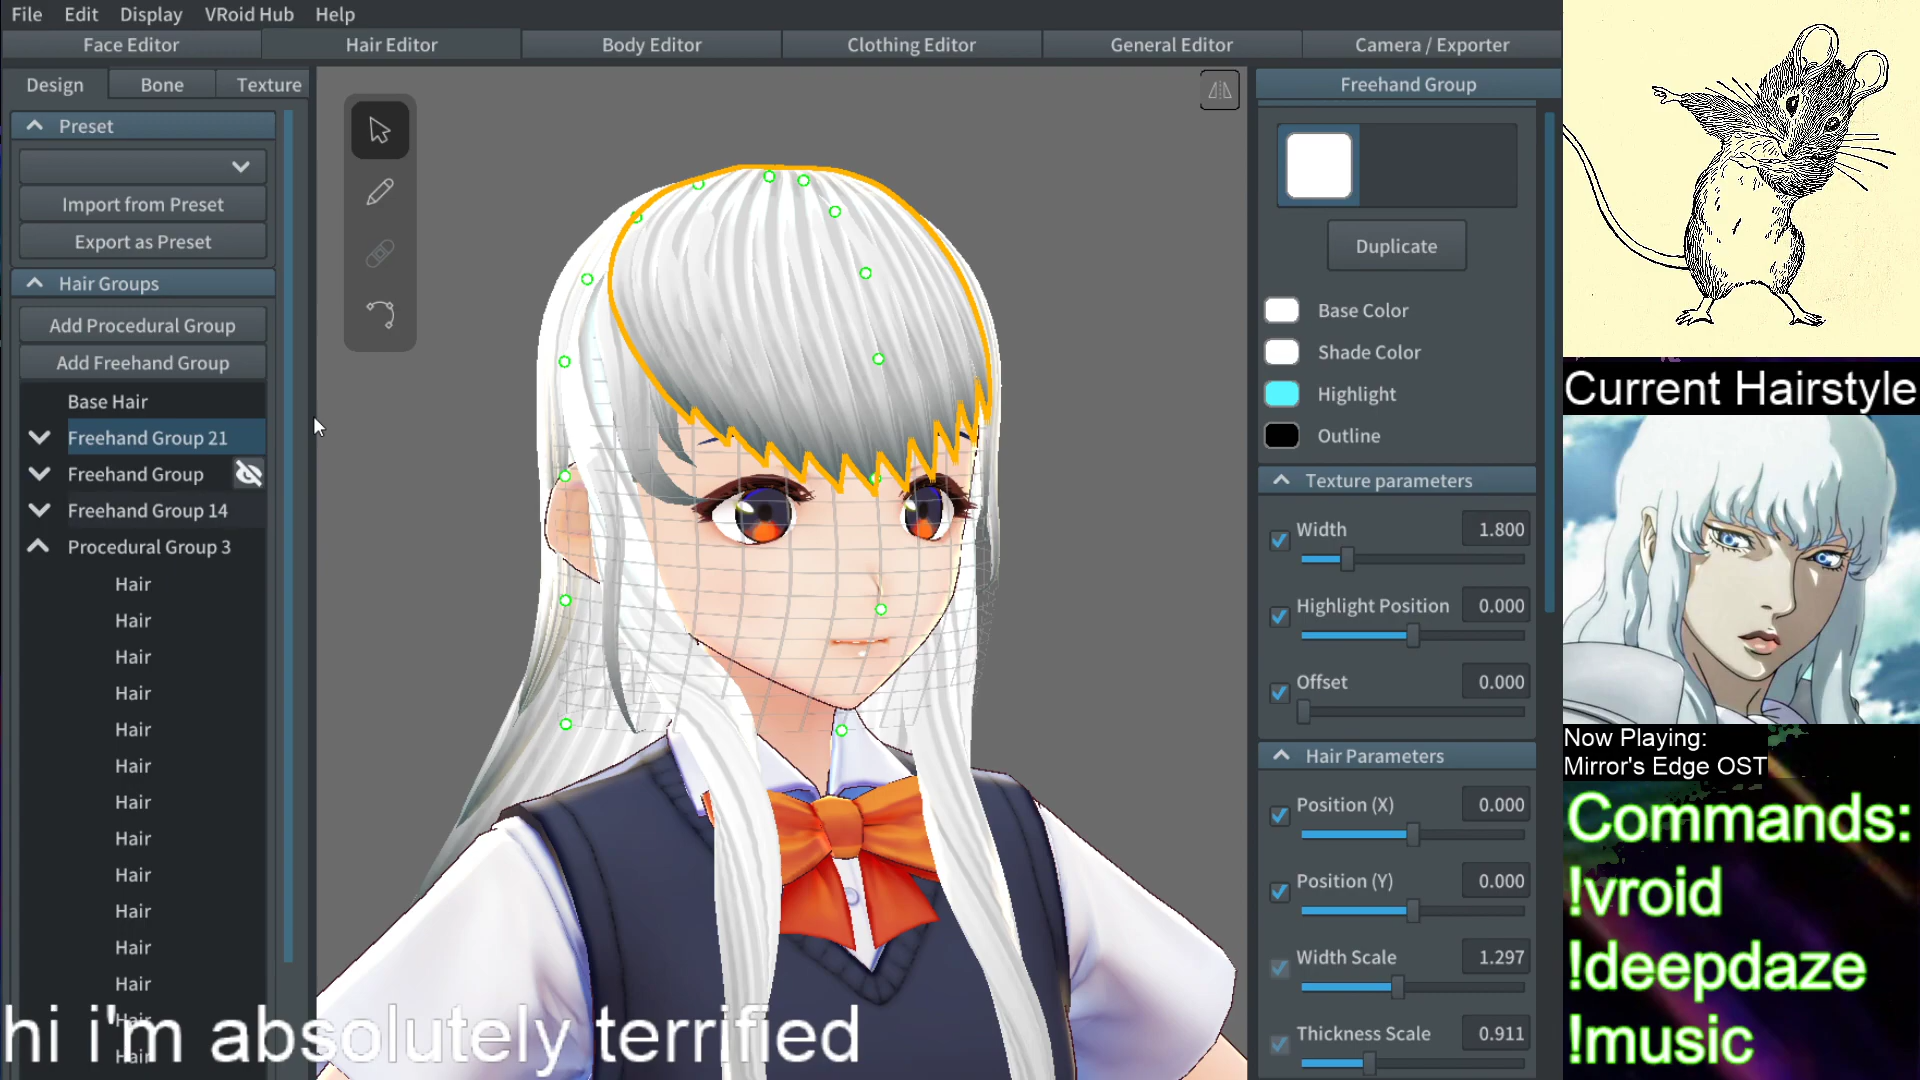 File Edit Display VRoid Hub Help
Face Editor Hair Editor Body Editor Clothing Editor General Editor Camera / Exporter
Design Bone Texture
Preset
Import from Preset
Export as Preset
Hair Groups
Add Procedural Group
Add Freehand Group
Base Hair
Freehand Group 21
Freehand Group
Freehand Group 14
Procedural Group 3
Hair
Hair
Hair
Hair
Hair
Hair
Hair
Hair
Hair
Hair
Hair
Hair
Hair
Hair
hi i'm absolutely terrified
Freehand Group
Duplicate
Base Color
Shade Color
Highlight
Outline
Texture parameters
Width 1.800
Highlight Position 0.000
Offset 0.000
Hair Parameters
Position (X) 0.000
Position (Y) 0.000
Width Scale 1.297
Thickness Scale 0.911
Current Hairstyle
Now Playing:
Mirror's Edge OST
Commands:
!vroid
!deepdaze
!music